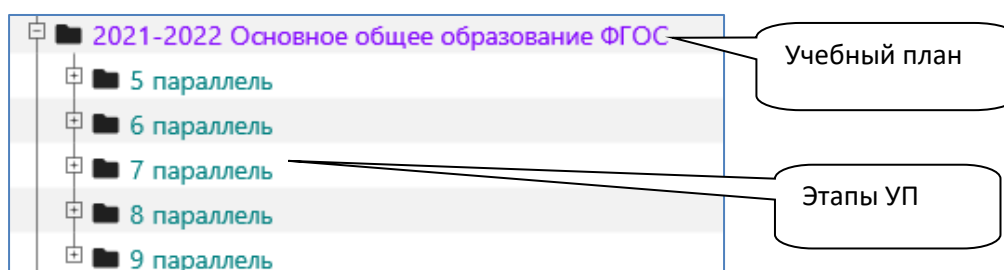 2021-2022 Основное общее образование ФГОС
Учебный план
5 параллель
6 параллель
7 параллель
Этапы УП
8 параллель
9 параллель